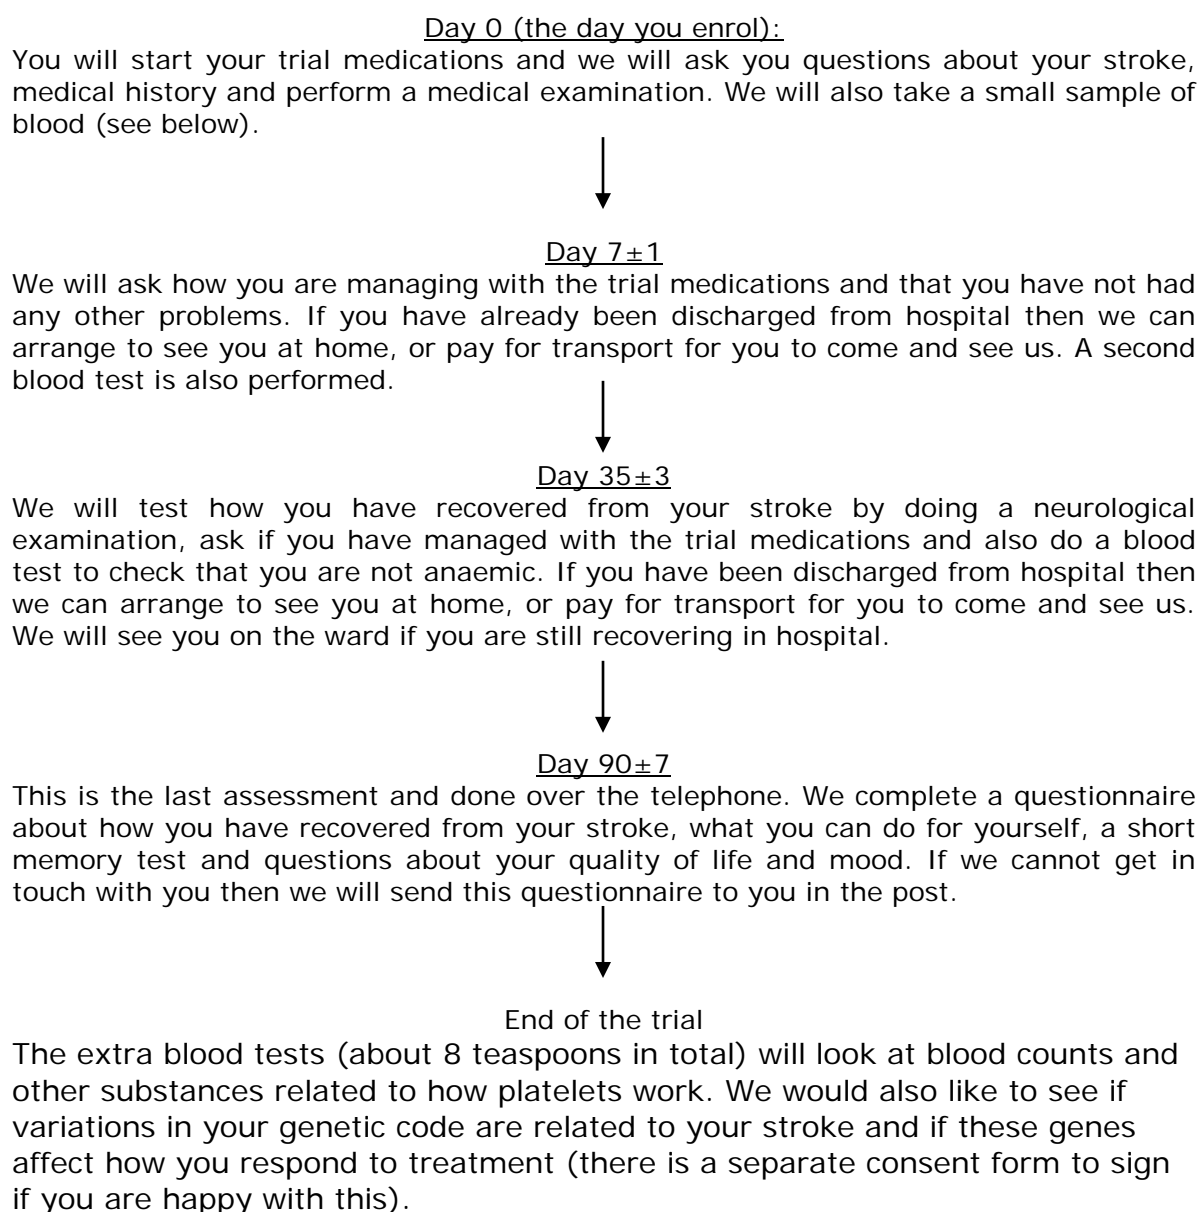 Day 0 (the day you enrol):
You will start your trial medications and we will ask you questions about your stroke,
medical history and perform a medical examination. We will also take a small sample of
blood (see below).
Day 7±1
We will ask how you are managing with the trial medications and that you have not had
any other problems. If you have already been discharged from hospital then we can
arrange to see you at home, or pay for transport for you to come and see us. A second
blood test is also performed.
Day 35±3
We will test how you have recovered from your stroke by doing a neurological
examination, ask if you have managed with the trial medications and also do a blood
test to check that you are not anaemic. If you have been discharged from hospital then
we can arrange to see you at home, or pay for transport for you to come and see us.
We will see you on the ward if you are still recovering in hospital.
Day 90±7
This is the last assessment and done over the telephone. We complete a questionnaire
about how you have recovered from your stroke, what you can do for yourself, a short
memory test and questions about your quality of life and mood. If we cannot get in
touch with you then we will send this questionnaire to you in the post.
End of the trial
The extra blood tests (about 8 teaspoons in total) will look at blood counts and
other substances related to how platelets work. We would also like to see if
variations in your genetic code are related to your stroke and if these genes
affect how you respond to treatment (there is a separate consent form to sign
if you are happy with this).